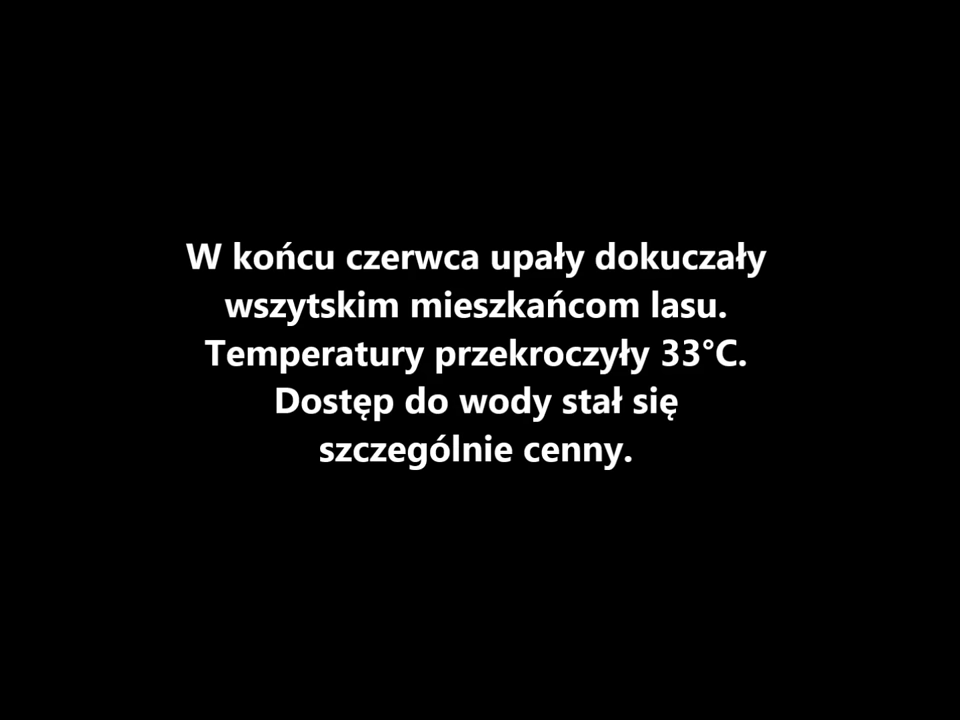 W końcu czerwca upały dokuczały
wszytskim mieszkańcom lasu.
Temperatury przekroczyły 33°C.
Dostęp do wody stał się
szczególnie cenny.